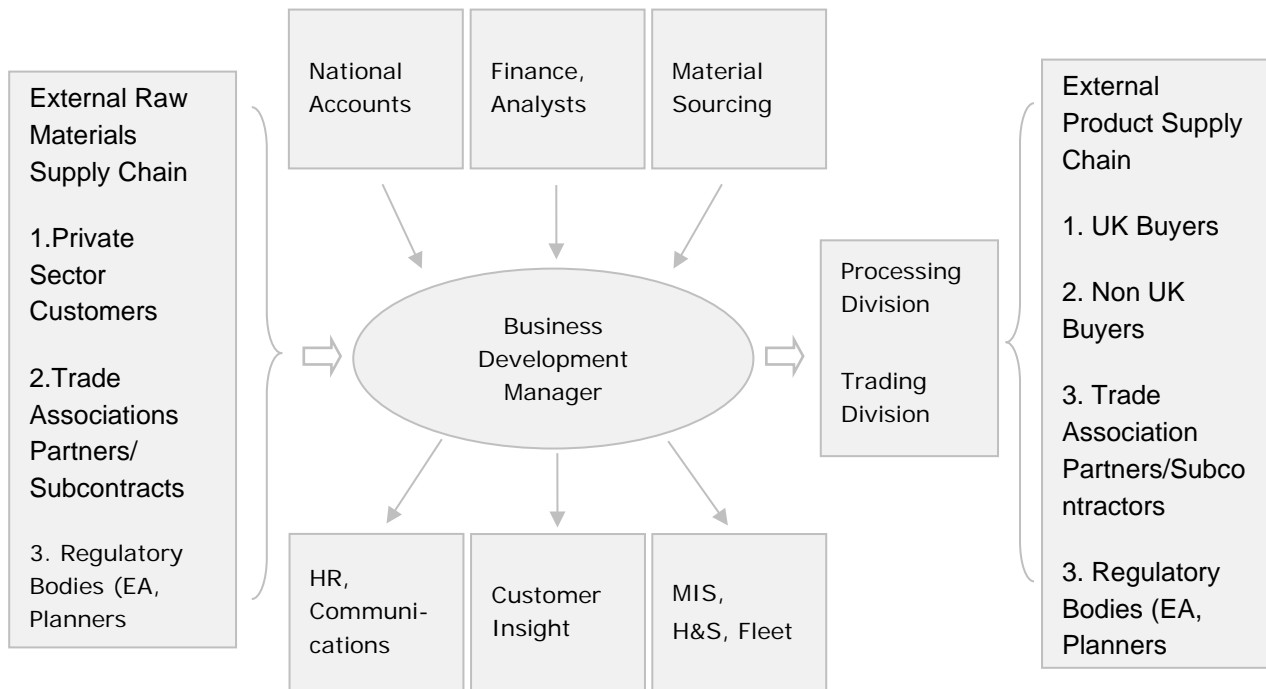 External Raw
Materials
Supply Chain
1.Private
Sector
Customers
2.Trade
Associations
Partners/
Subcontracts
3. Regulatory
Bodies (EA,
Planners
National
Accounts
Finance,
Analysts
Material
Sourcing
Business
Development
Manager
HR,
Communi-
cations
Customer
Insight
MIS,
H&S, Fleet
Processing
Division
Trading
Division
External
Product Supply
Chain
1. UK Buyers
2. Non UK
Buyers
3. Trade
Association
Partners/Subco
ntractors
3. Regulatory
Bodies (EA,
Planners